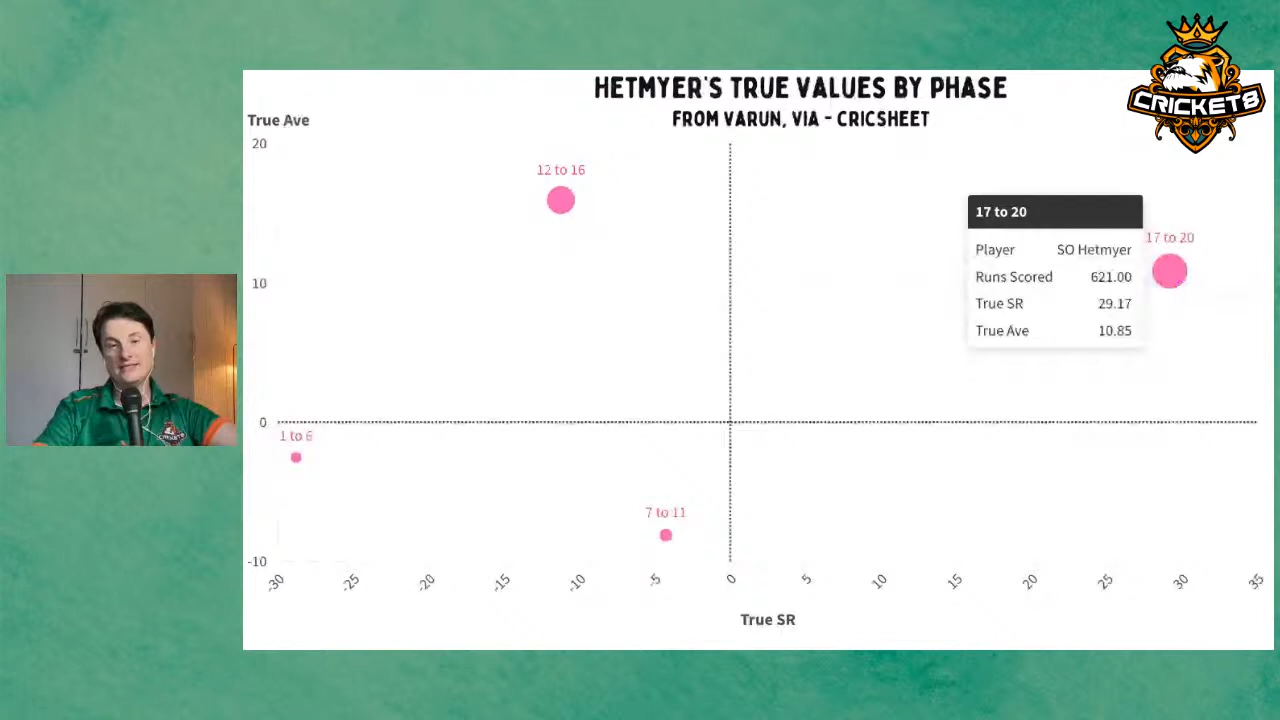 HETMYER'S TRUE VALUES BY PHASE
FROM VARUN, VIA - CRICSHEET
CRICKET8
True Ave
20
12 to 16
17 to 20
Player SO Hetmyer
Runs Scored 621.00
True SR 29.17
True Ave 10.85
17 to 20
10
0
1 to 6
7 to 11
-10
-30 -25 -20 -15 -10 -5 0 5 10 15 20 25 30 35
True SR